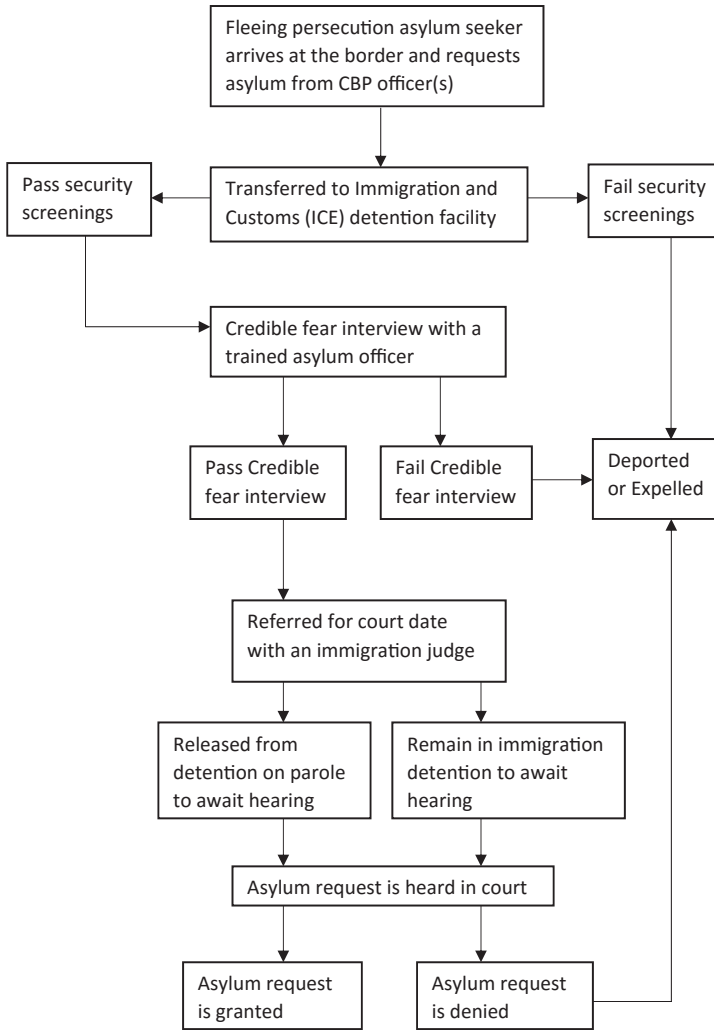 Fleeing persecution asylum seeker
arrives at the border and requests
asylum from CBP officer(s)
Pass security
screenings
Transferred to Immigration and
Customs (ICE) detention facility
Fail security
screenings
Credible fear interview with a
trained asylum officer
Pass Credible
fear interview
Fail Credible
fear interview
Deported
or Expelled
Referred for court date
with an immigration judge
Released from
detention on parole
to await hearing
Remain in immigration
detention to await
hearing
Asylum request is heard in court
Asylum request
is granted
Asylum request
is denied